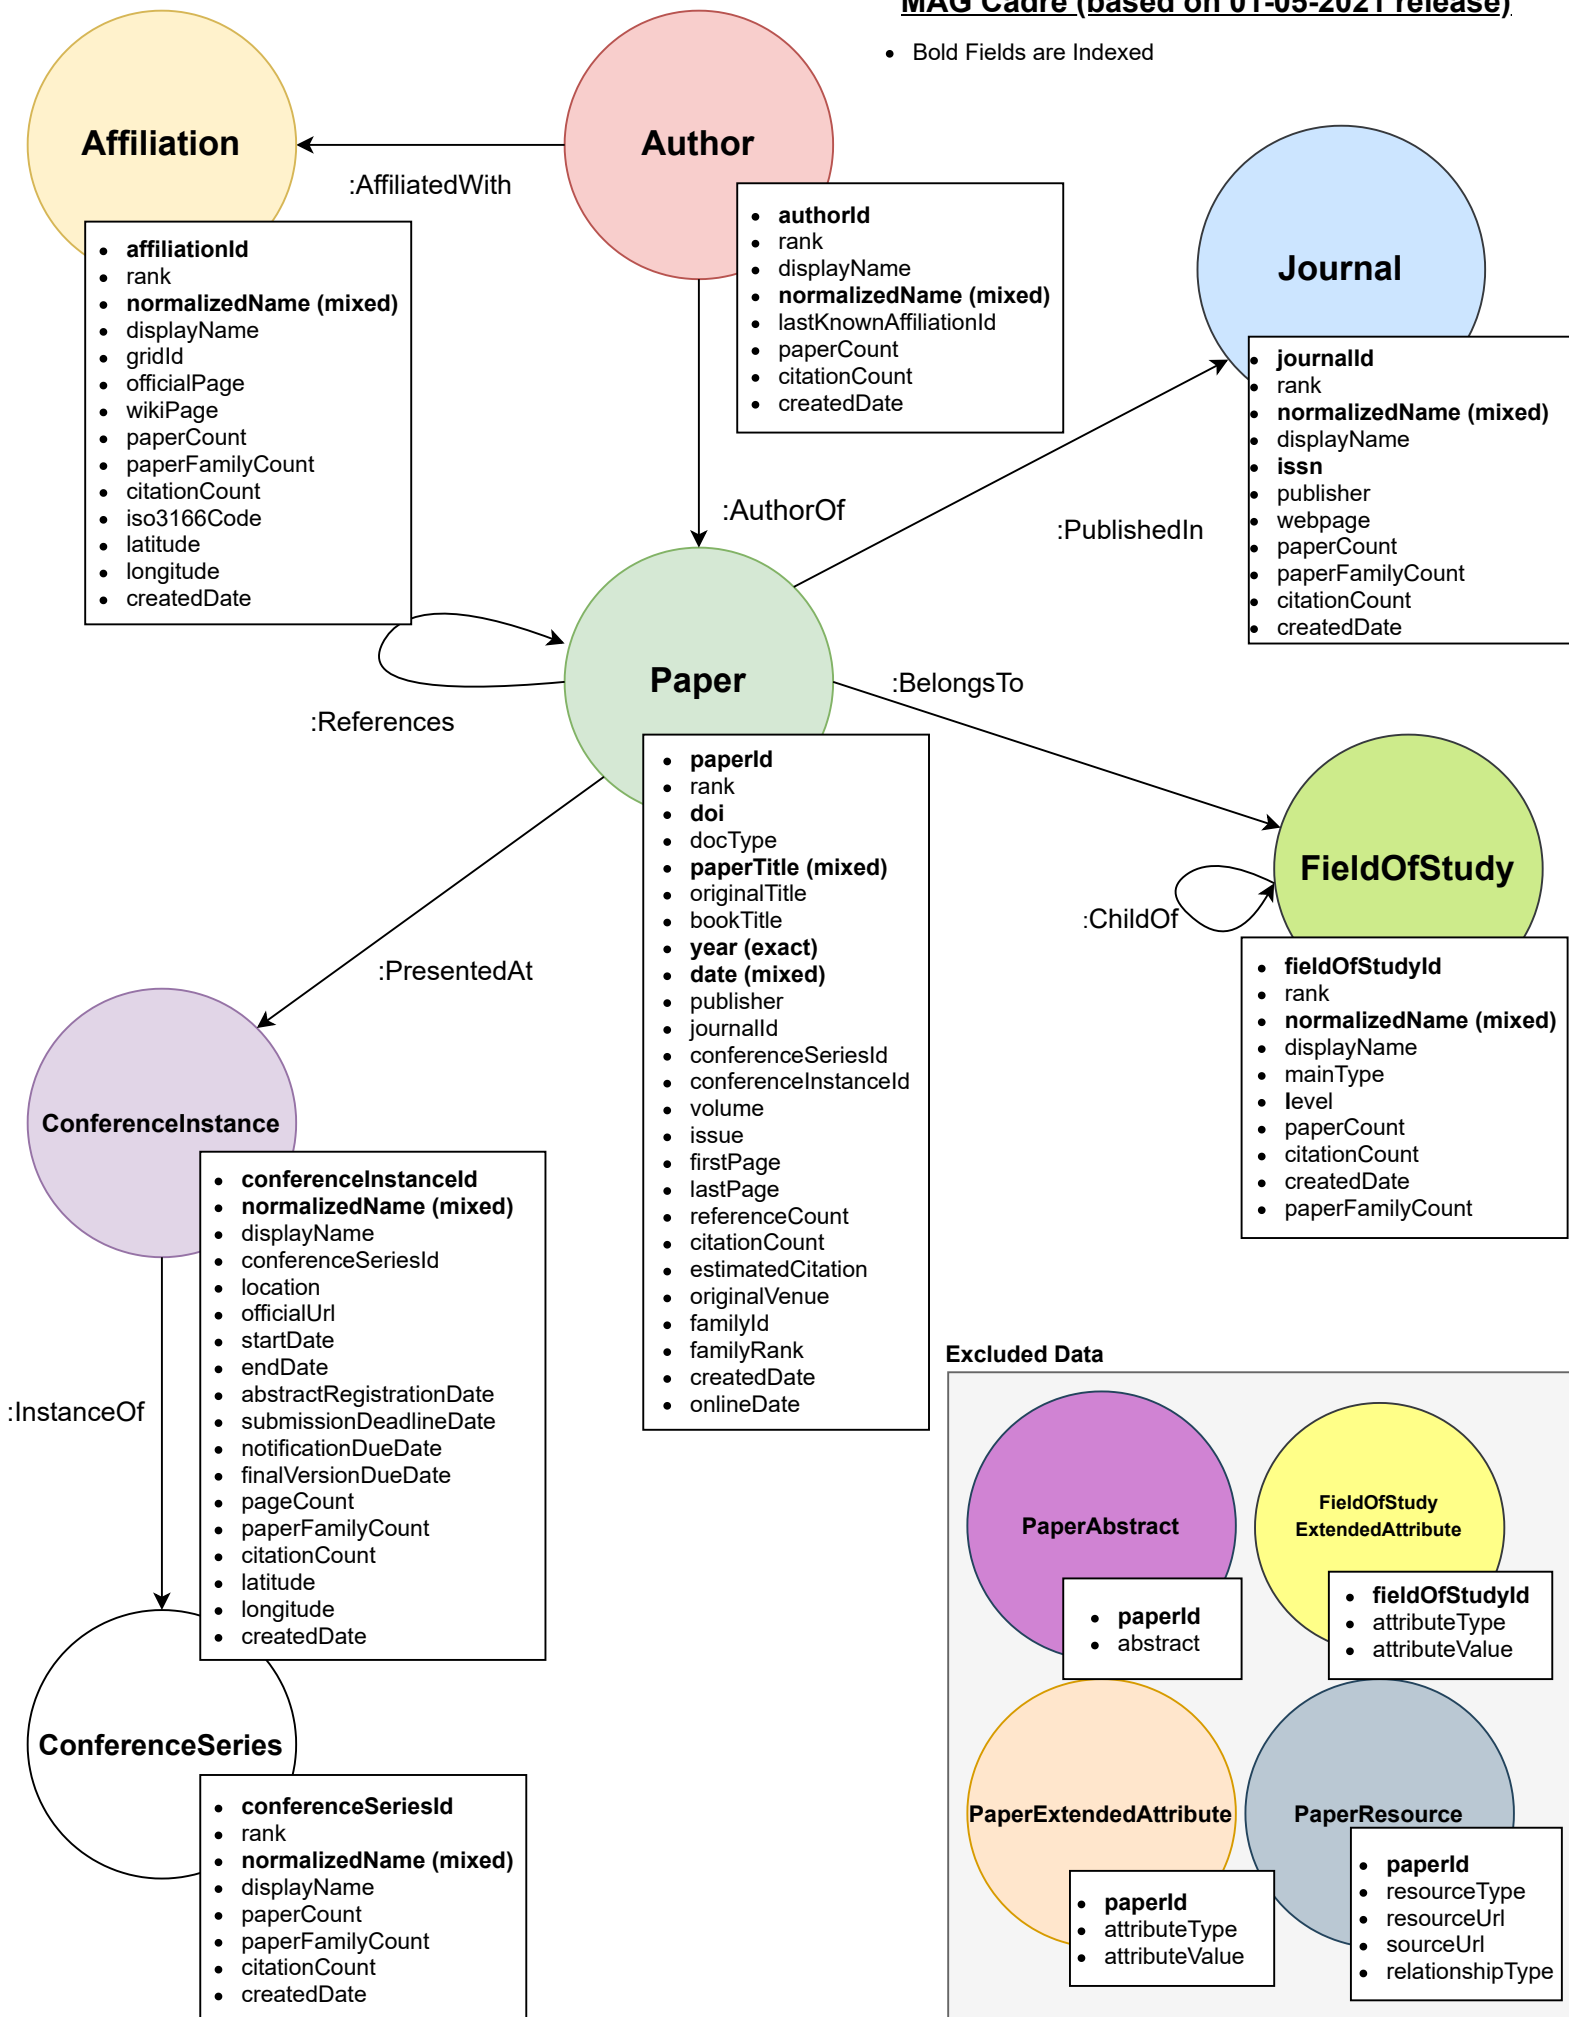 MAG Cadre (based on 01-05-2021 release)
• Bold Fields are Indexed
Affiliation
• affiliationId
• rank
• normalizedName (mixed)
• displayName
• gridId
• officialPage
• wikiPage
• paperCount
• paperFamilyCount
• citationCount
• iso3166Code
• latitude
• longitude
• createdDate
:AffiliatedWith
Author
• authorId
• rank
• displayName
• normalizedName (mixed)
• lastKnownAffiliationId
• paperCount
• citationCount
• createdDate
:AuthorOf
Journal
• journalId
• rank
• normalizedName (mixed)
• displayName
• issn
• publisher
• webpage
• paperCount
• paperFamilyCount
• citationCount
• createdDate
:PublishedIn
:References
Paper
• paperId
• rank
• doi
• docType
• paperTitle (mixed)
• originalTitle
• bookTitle
• year (exact)
• date (mixed)
• publisher
• journalId
• conferenceSeriesId
• conferenceInstanceId
• volume
• issue
• firstPage
• lastPage
• referenceCount
• citationCount
• estimatedCitation
• originalVenue
• familyId
• familyRank
• createdDate
• onlineDate
:BelongsTo
FieldOfStudy
:ChildOf
• fieldOfStudyId
• rank
• normalizedName (mixed)
• displayName
• mainType
• level
• paperCount
• citationCount
• createdDate
• paperFamilyCount
:PresentedAt
ConferenceInstance
• conferenceInstanceId
• normalizedName (mixed)
• displayName
• conferenceSeriesId
• location
• officialUrl
• startDate
• endDate
• abstractRegistrationDate
• submissionDeadlineDate
• notificationDueDate
• finalVersionDueDate
• pageCount
• paperFamilyCount
• citationCount
• latitude
• longitude
• createdDate
:InstanceOf
ConferenceSeries
• conferenceSeriesId
• rank
• normalizedName (mixed)
• displayName
• paperCount
• paperFamilyCount
• citationCount
• createdDate
Excluded Data
PaperAbstract
• paperId
• abstract
FieldOfStudy
ExtendedAttribute
• fieldOfStudyId
• attributeType
• attributeValue
PaperExtendedAttribute
• paperId
• attributeType
• attributeValue
PaperResource
• paperId
• resourceType
• resourceUrl
• sourceUrl
• relationshipType